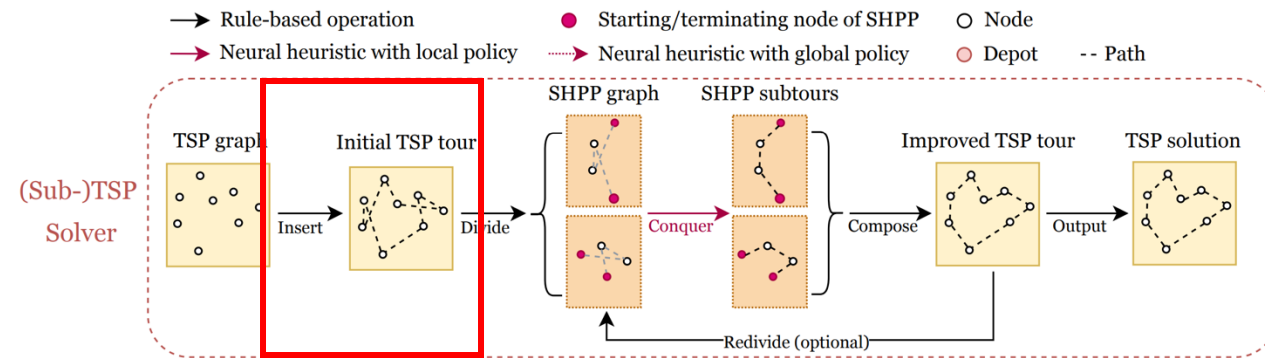 Rule-based operation
Starting/terminating node of SHPP
Node
Neural heuristic with local policy
Neural heuristic with global policy
Depot
Path
SHPP graph
SHPP subtours
TSP graph
Initial TSP tour
Improved TSP tour
TSP solution
(Sub-)TSP
Solver
Insert
Divide
Conquer
Compose
Output
Redivide (optional)